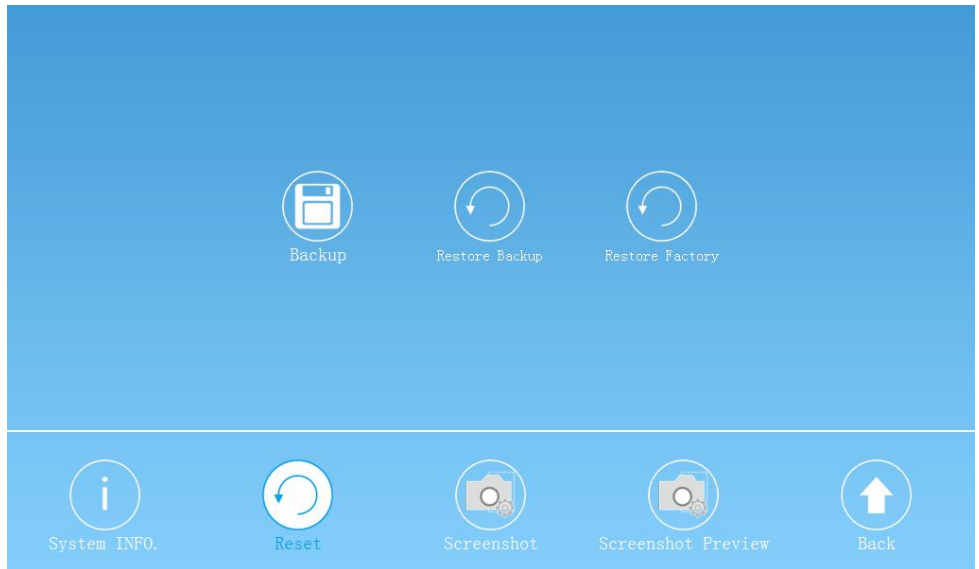 Backup
Restore Backup
Restore Factory
System INFO.
Reset
Screenshot
Screenshot Preview
Back